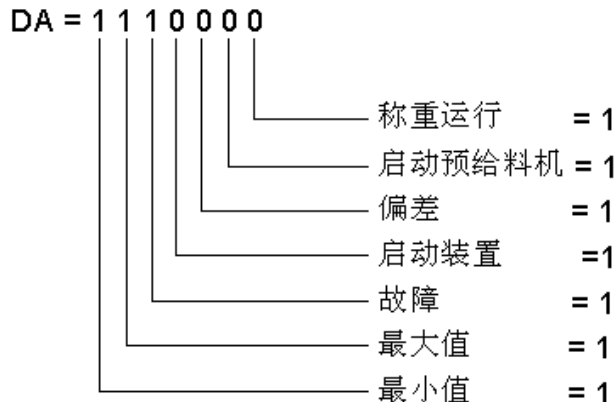 DA = 1 1 1 0 0 0 0
称重运行 = 1
启动预给料机 = 1
偏差 = 1
启动装置 =1
故障 = 1
最大值 = 1
最小值 = 1